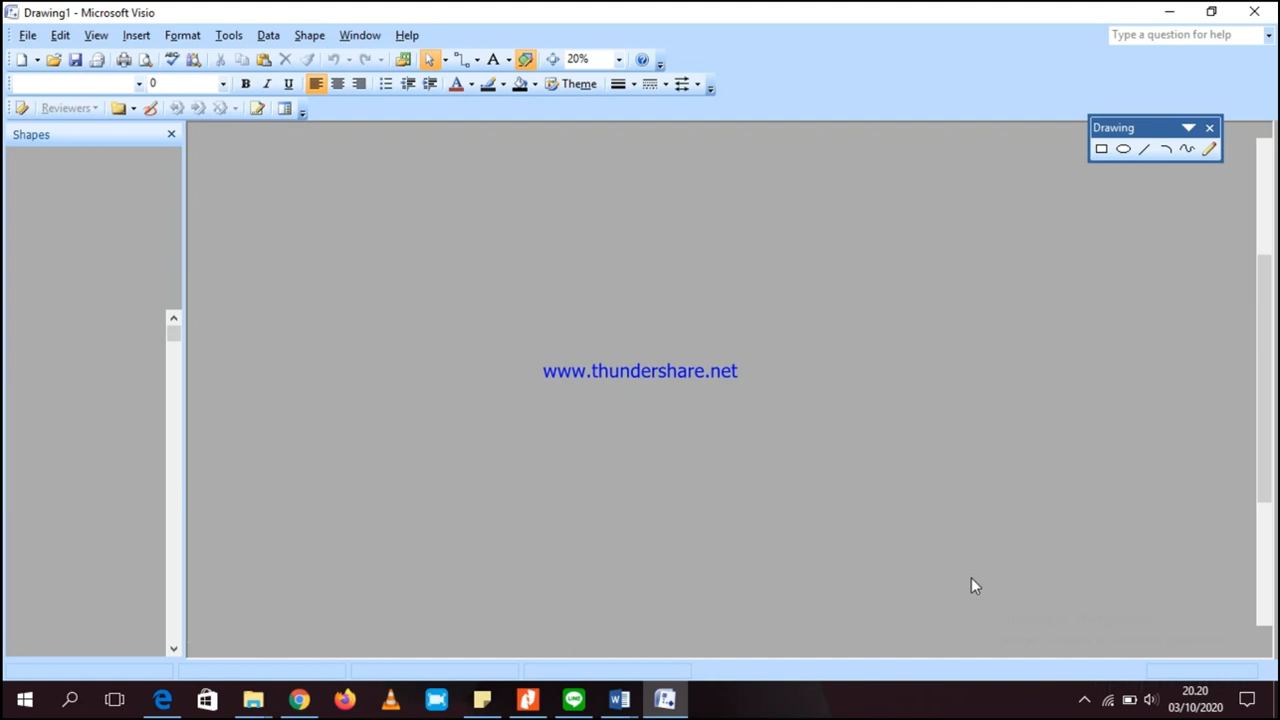 Drawing1 - Microsoft Visio
File Edit View Insert Format Tools Data Shape Window Help
Type a question for help
ABC
A
20%
0
B I U
A
Theme
Reviewers
Shapes
Drawing
www.thundershare.net
20.20
03/10/2020